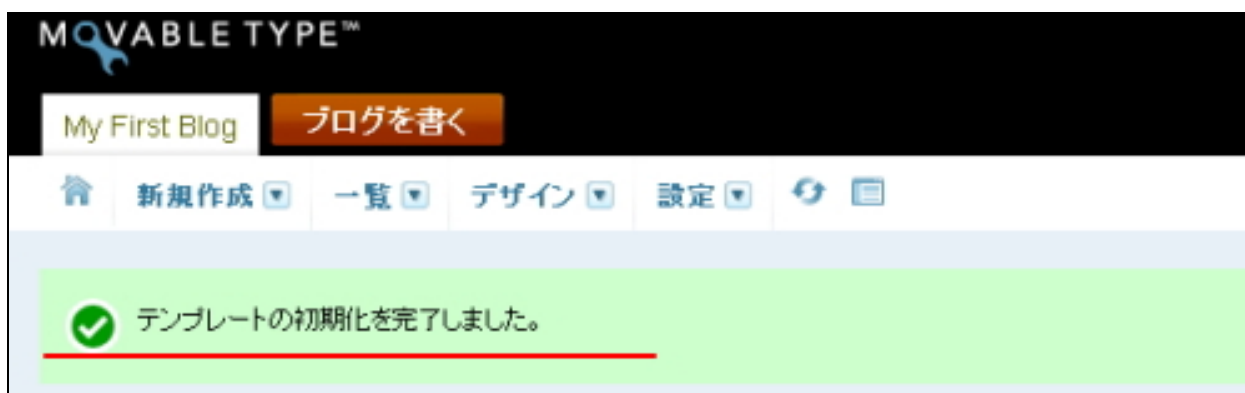 MOVABLE TYPE™
My First Blog ブログを書く
新規作成 一覧 デザイン 設定
テンプレートの初期化を完了しました。